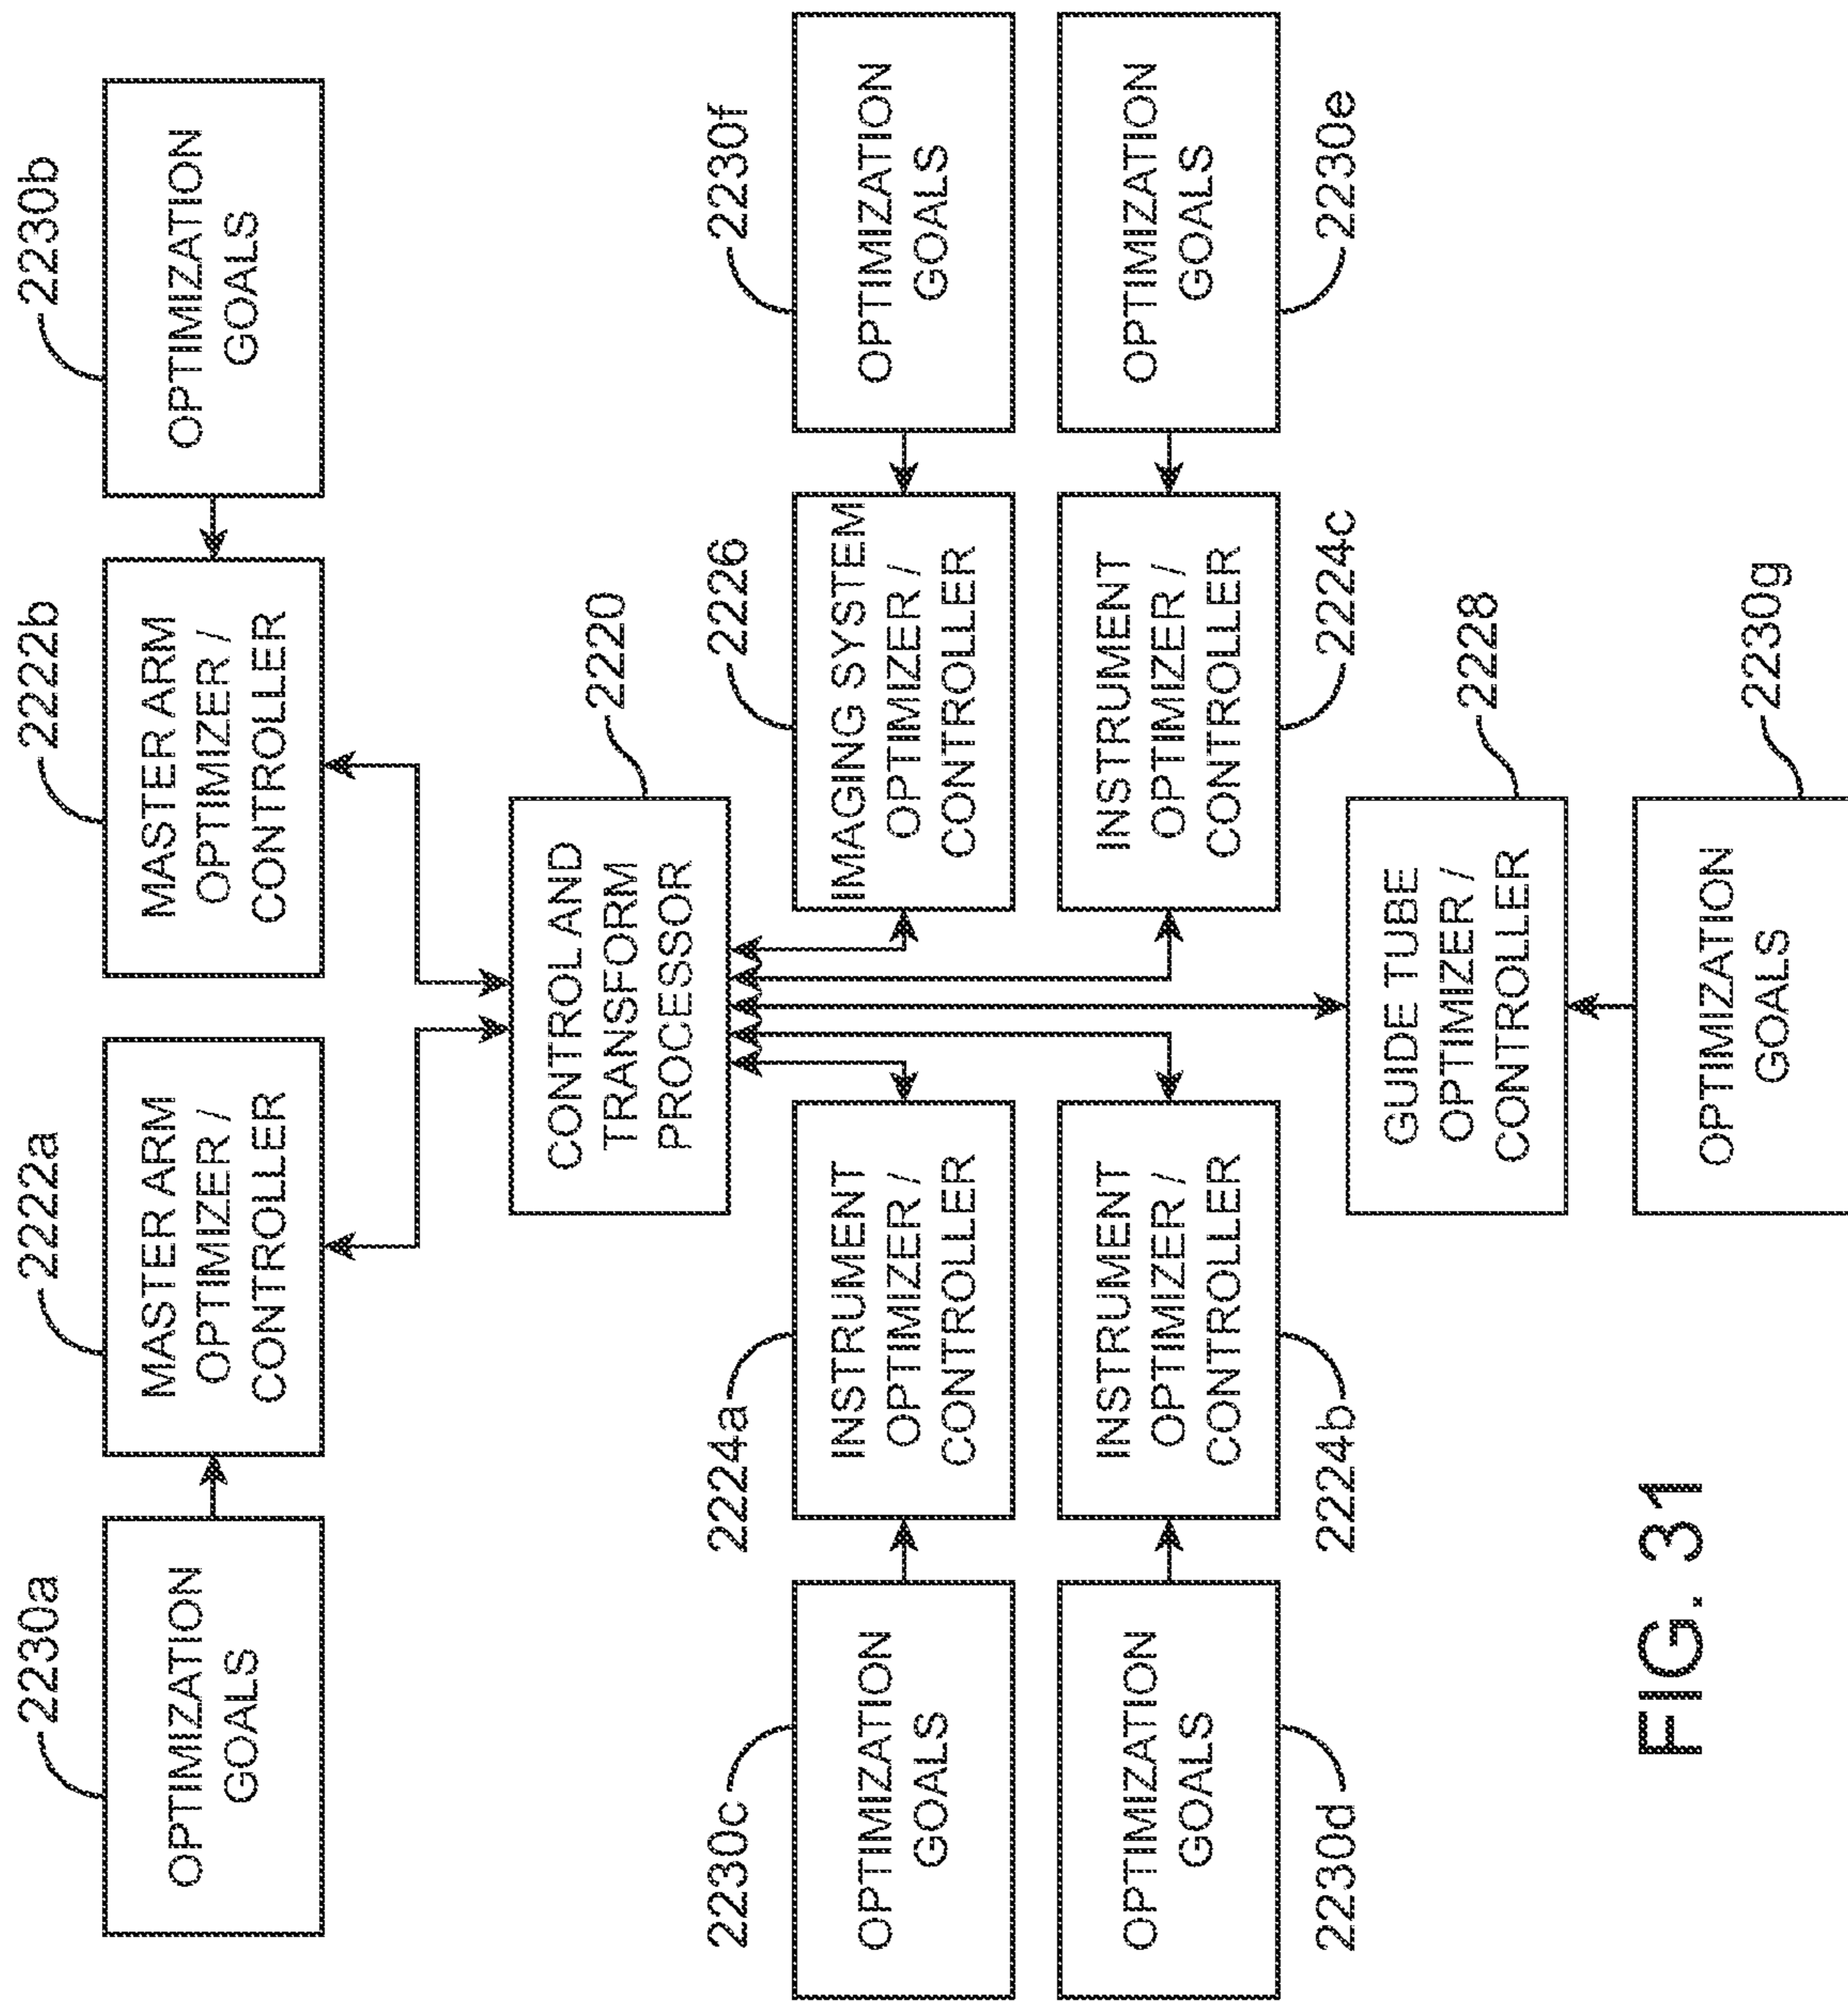 2230a
OPTIMIZATION
GOALS
2222a
MASTER ARM
OPTIMIZER /
CONTROLLER
2222b
MASTER ARM
OPTIMIZER /
CONTROLLER
2230b
OPTIMIZATION
GOALS
CONTROL AND
TRANSFORM
PROCESSOR
2220
2230c
OPTIMIZATION
GOALS
2224a
INSTRUMENT
OPTIMIZER /
CONTROLLER
2226
IMAGING SYSTEM
OPTIMIZER /
CONTROLLER
2230f
OPTIMIZATION
GOALS
OPTIMIZATION
GOALS
2230d
INSTRUMENT
OPTIMIZER /
CONTROLLER
2224b
INSTRUMENT
OPTIMIZER /
CONTROLLER
2224c
OPTIMIZATION
GOALS
2230e
GUIDE TUBE
OPTIMIZER /
CONTROLLER
2228
OPTIMIZATION
GOALS
2230g
FIG. 31